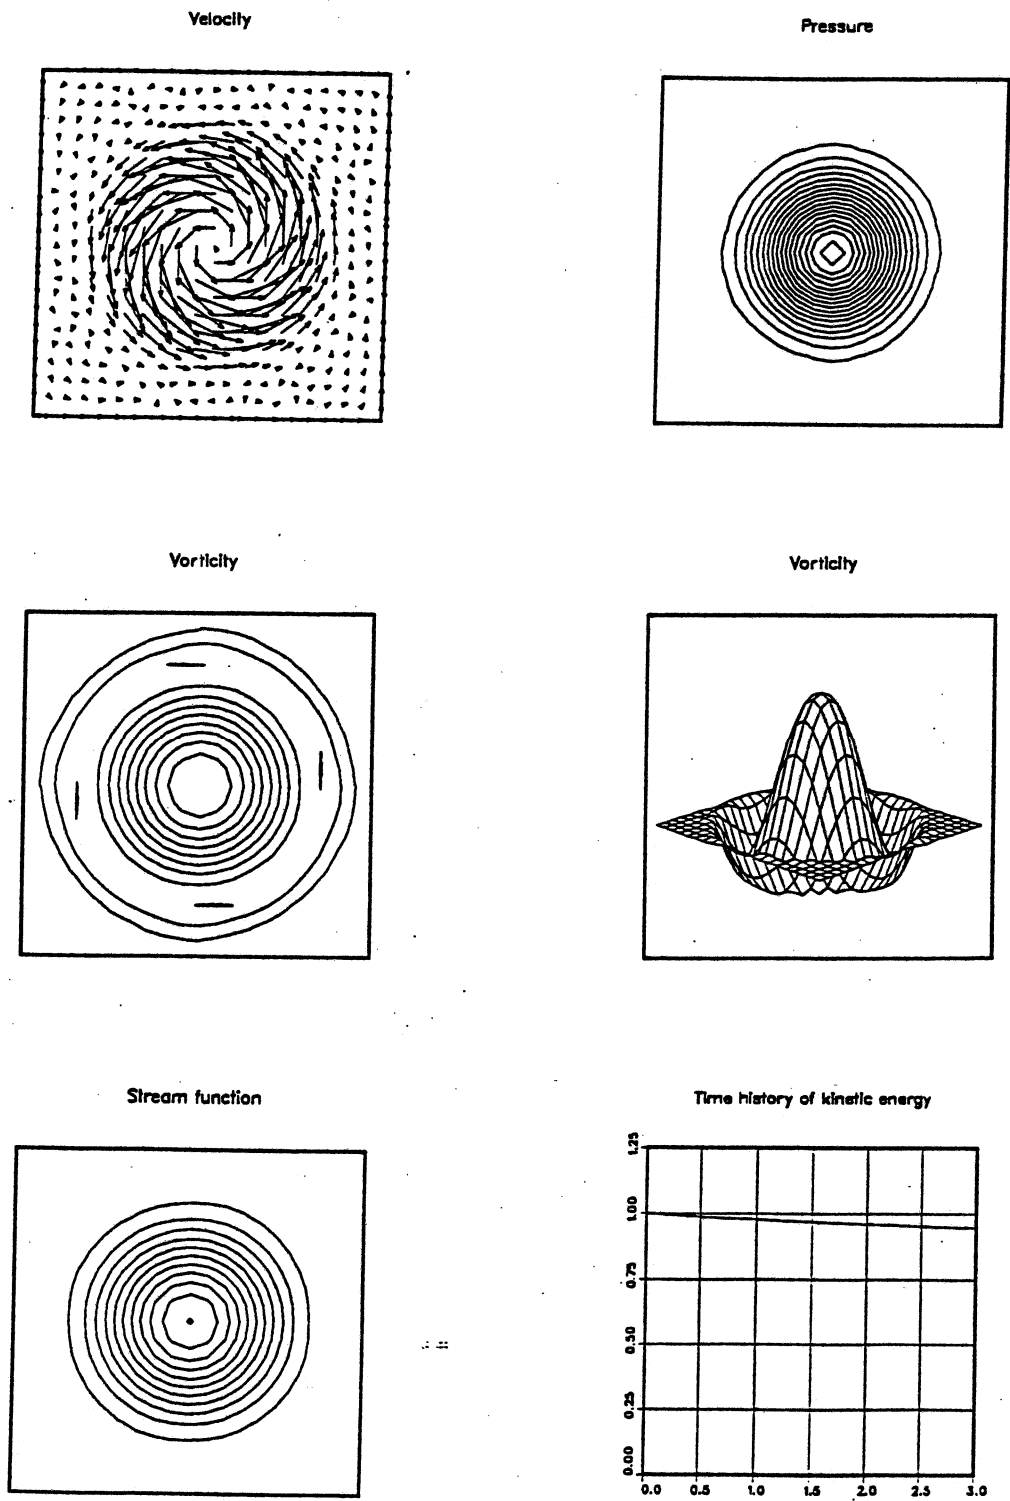 Velocity
Pressure
Vorticity
Vorticity
Stream function
Time history of kinetic energy
1.25
1.00
0.75
0.50
0.25
0.00
0.0 0.5 1.0 1.5 2.0 2.5 3.0